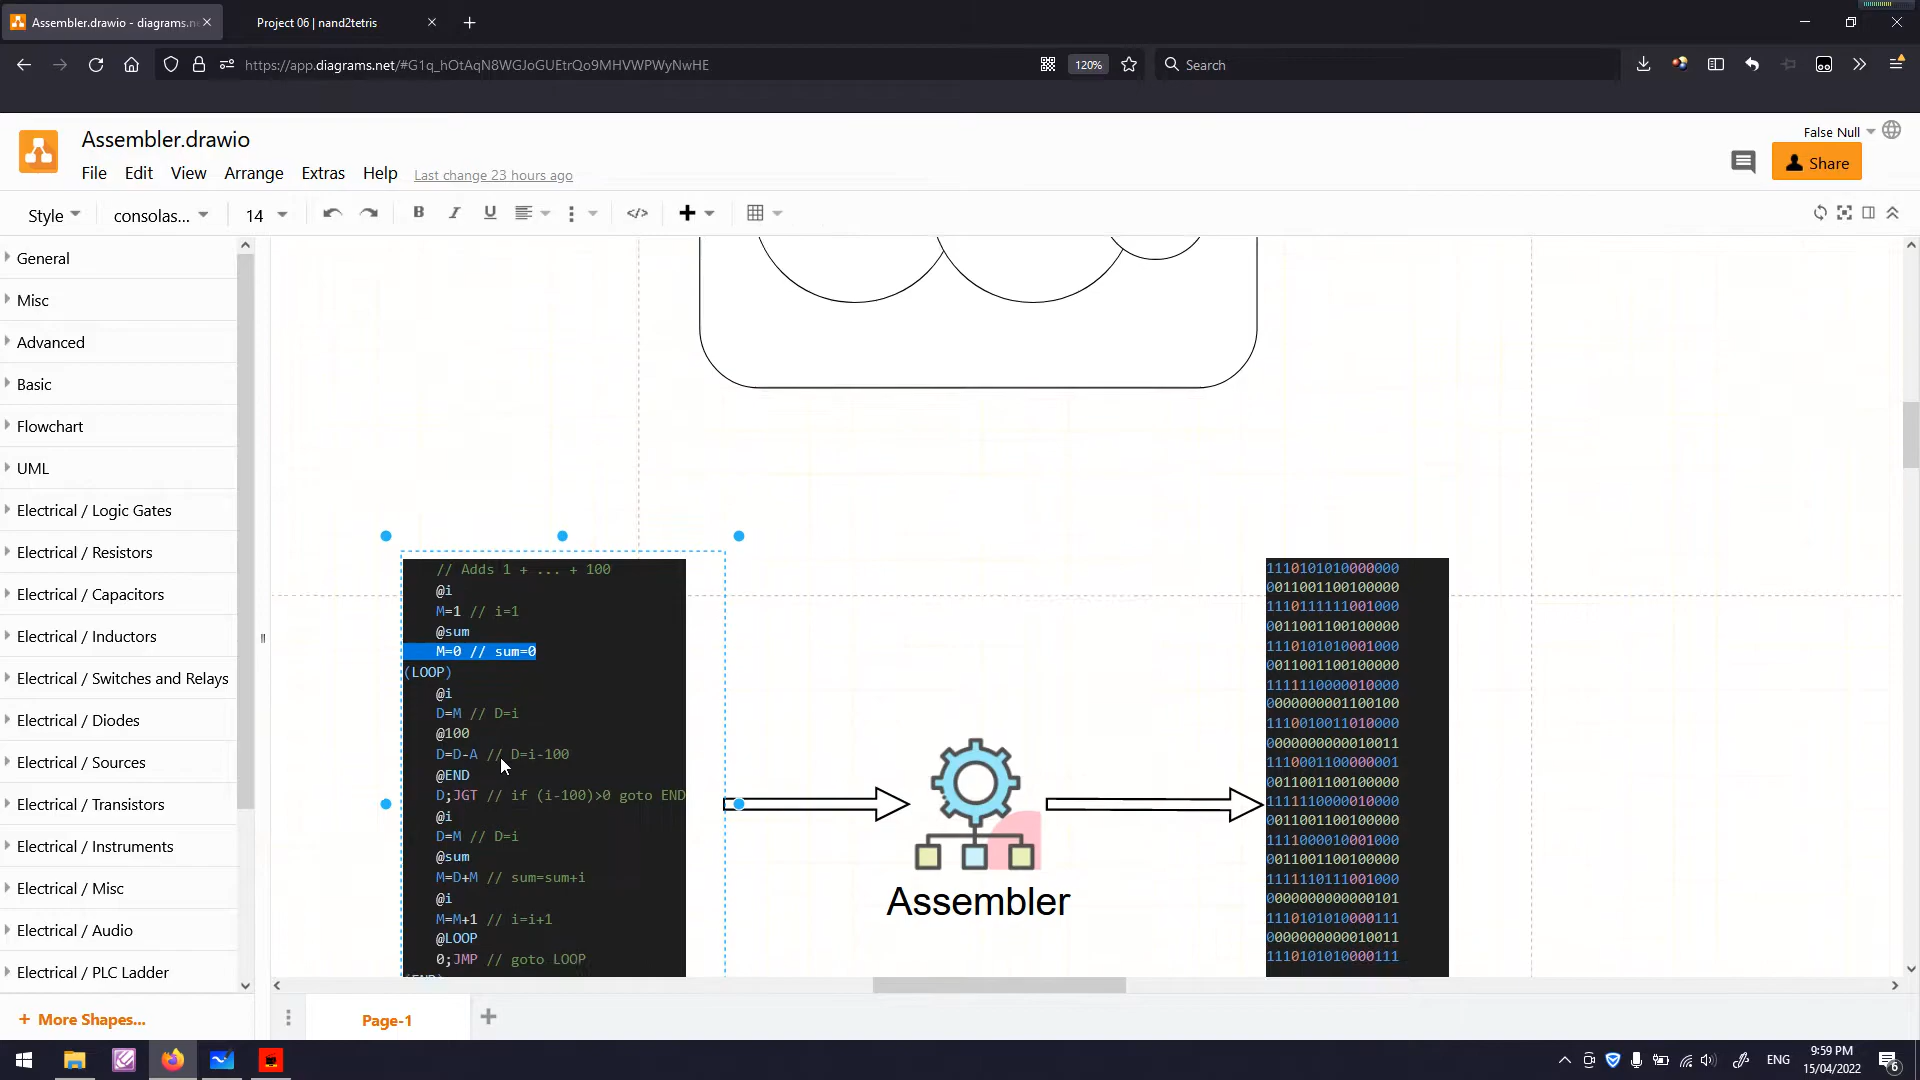 Assembler.drawio - diagrams.ne
Project 06 | nand2tetris
https://app.diagrams.net/#G1q_hOtAqN8WGJoGUEtrQo9MHVWPWyNwHE
120%
Search
Assembler.drawio
False Null
Share
File Edit View Arrange Extras Help Last change 23 hours ago
Style consolas... 14 B I U
General
Misc
Advanced
Basic
Flowchart
UML
Electrical / Logic Gates
Electrical / Resistors
Electrical / Capacitors
Electrical / Inductors
Electrical / Switches and Relays
Electrical / Diodes
Electrical / Sources
Electrical / Transistors
Electrical / Instruments
Electrical / Misc
Electrical / Audio
Electrical / PLC Ladder
+ More Shapes...
// Adds 1 + ... + 100
@i
M=1 // i=1
@sum
M=0 // sum=0
(LOOP)
@i
D=M // D=i
@100
D=D-A // D=i-100
@END
D;JGT // if (i-100)>0 goto END
@i
D=M // D=i
@sum
M=D+M // sum=sum+i
@i
M=M+1 // i=i+1
@LOOP
0;JMP // goto LOOP
Assembler
1110101010000000
0011001100100000
1110111111001000
0011001100100000
1110101010001000
0011001100100000
1111110000010000
0000000001100100
1110010011010000
0000000000010011
1110001100000001
0011001100100000
1111110000010000
0011001100100000
1111000010001000
0011001100100000
1111110111001000
0000000000000101
1110101010000111
0000000000010011
1110101010000111
Page-1
ENG
9:59 PM
15/04/2022
6